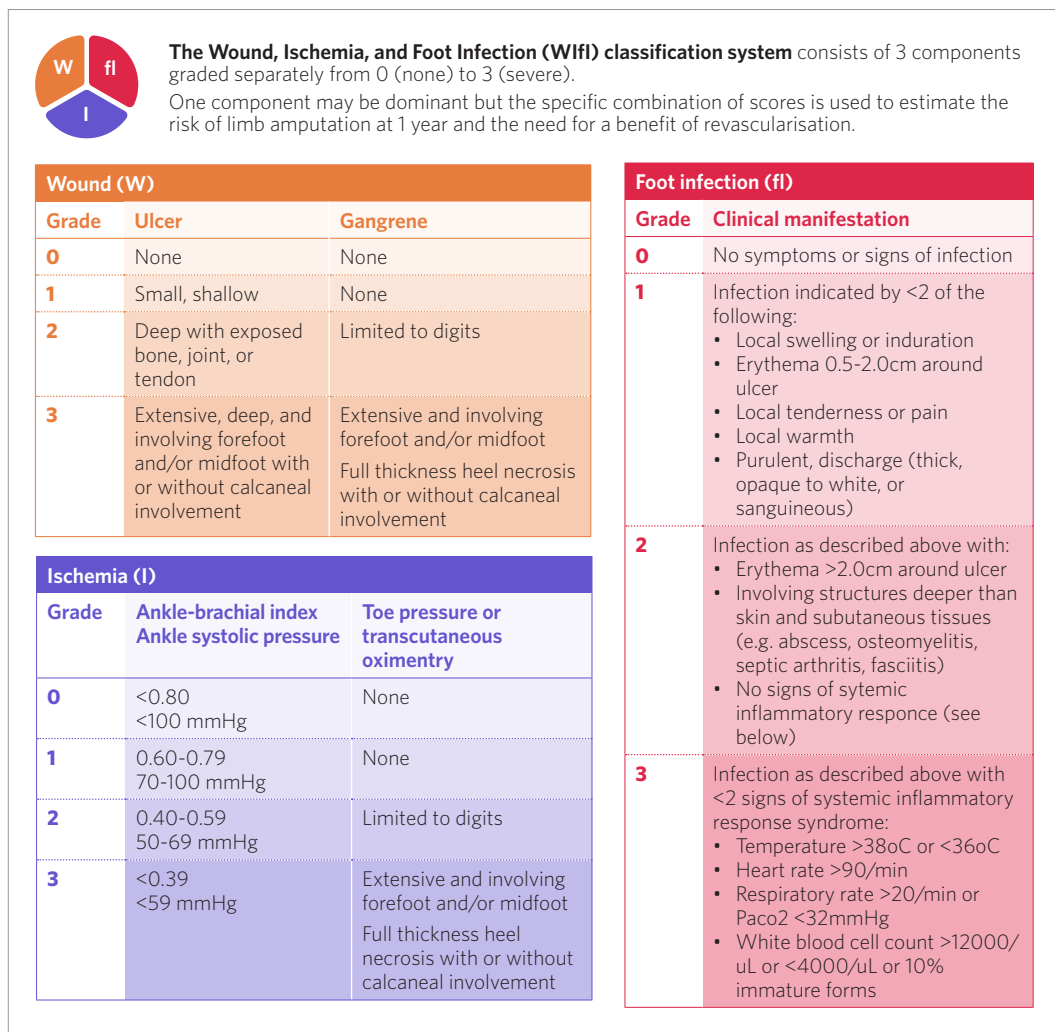 W
fl
I
The Wound, Ischemia, and Foot Infection (WIfl) classification system consists of 3 components
graded separately from 0 (none) to 3 (severe).
One component may be dominant but the specific combination of scores is used to estimate the
risk of limb amputation at 1 year and the need for a benefit of revascularisation.
Wound (W)
Grade Ulcer Gangrene
0 None None
1 Small, shallow None
2 Deep with exposed Limited to digits
bone, joint, or
tendon
3 Extensive, deep, and Extensive and involving
involving forefoot forefoot and/or midfoot
and/or midfoot with Full thickness heel necrosis
or without calcaneal with or without calcaneal
involvement involvement
Ischemia (I)
Grade Ankle-brachial index Toe pressure or
Ankle systolic pressure transcutaneous
oximentry
0 <0.80 None
<100 mmHg
1 0.60-0.79 None
70-100 mmHg
2 0.40-0.59 Limited to digits
50-69 mmHg
3 <0.39 Extensive and involving
<59 mmHg forefoot and/or midfoot
Full thickness heel
necrosis with or without
calcaneal involvement
Foot infection (fl)
Grade Clinical manifestation
0 No symptoms or signs of infection
1 Infection indicated by <2 of the
following:
• Local swelling or induration
• Erythema 0.5-2.0cm around
ulcer
• Local tenderness or pain
• Local warmth
• Purulent, discharge (thick,
opaque to white, or
sanguineous)
2 Infection as described above with:
• Erythema >2.0cm around ulcer
• Involving structures deeper than
skin and subutaneous tissues
(e.g. abscess, osteomyelitis,
septic arthritis, fasciitis)
• No signs of sytemic
inflammatory responce (see
below)
3 Infection as described above with
<2 signs of systemic inflammatory
response syndrome:
• Temperature >38oC or <36oC
• Heart rate >90/min
• Respiratory rate >20/min or
Paco2 <32mmHg
• White blood cell count >12000/
uL or <4000/uL or 10%
immature forms